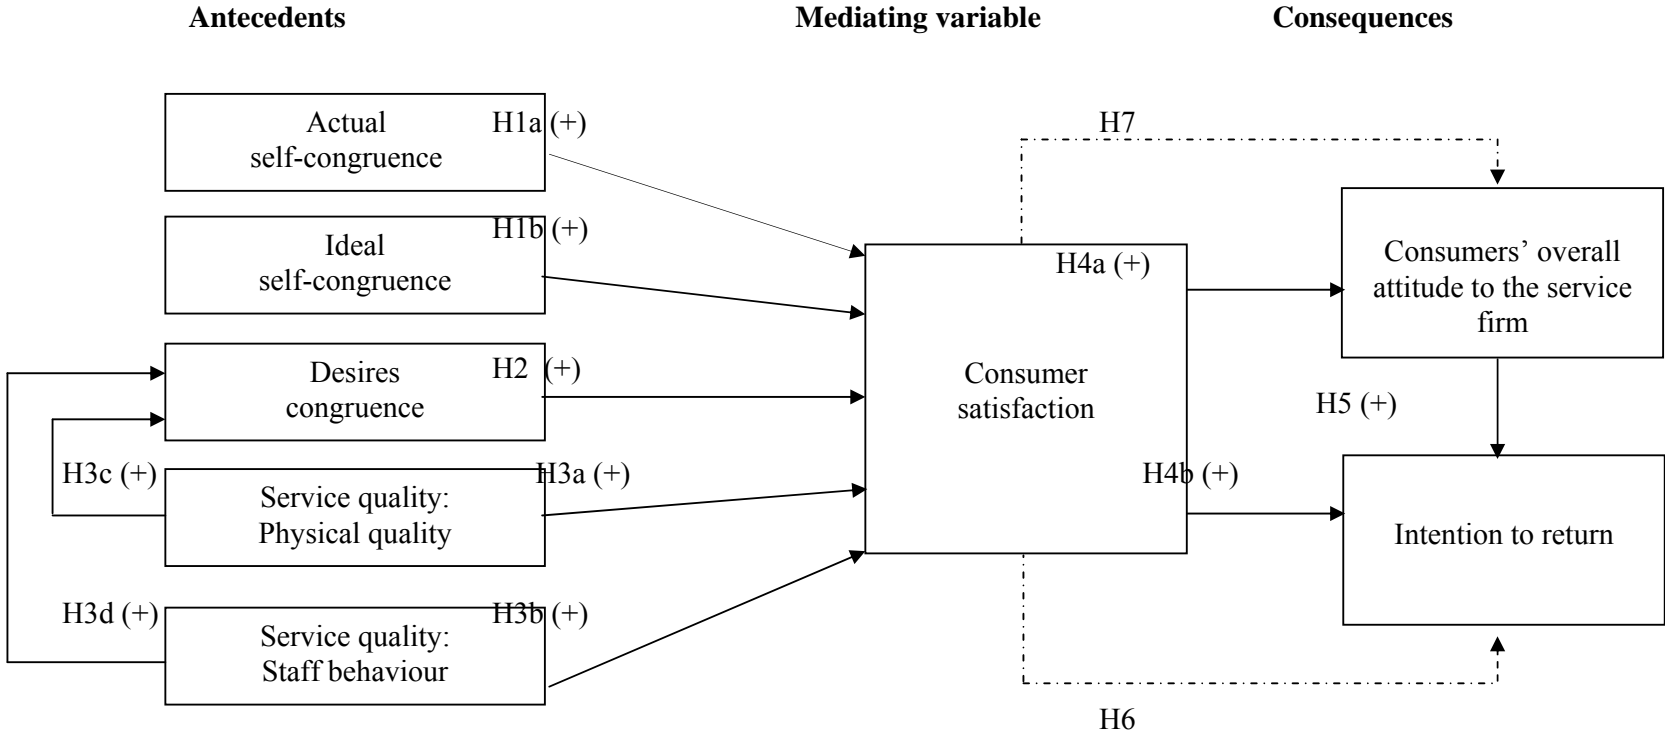 Antecedents
Mediating variable
Consequences
Actual
self-congruence
H1a (+)
H7
Ideal
self-congruence
H1b (+)
H4a (+)
Consumers’ overall
attitude to the service
firm
Desires
congruence
H2 (+)
Consumer
satisfaction
H5 (+)
H3c (+)
Service quality:
Physical quality
H3a (+)
H4b (+)
Intention to return
H3d (+)
Service quality:
Staff behaviour
H3b (+)
H6